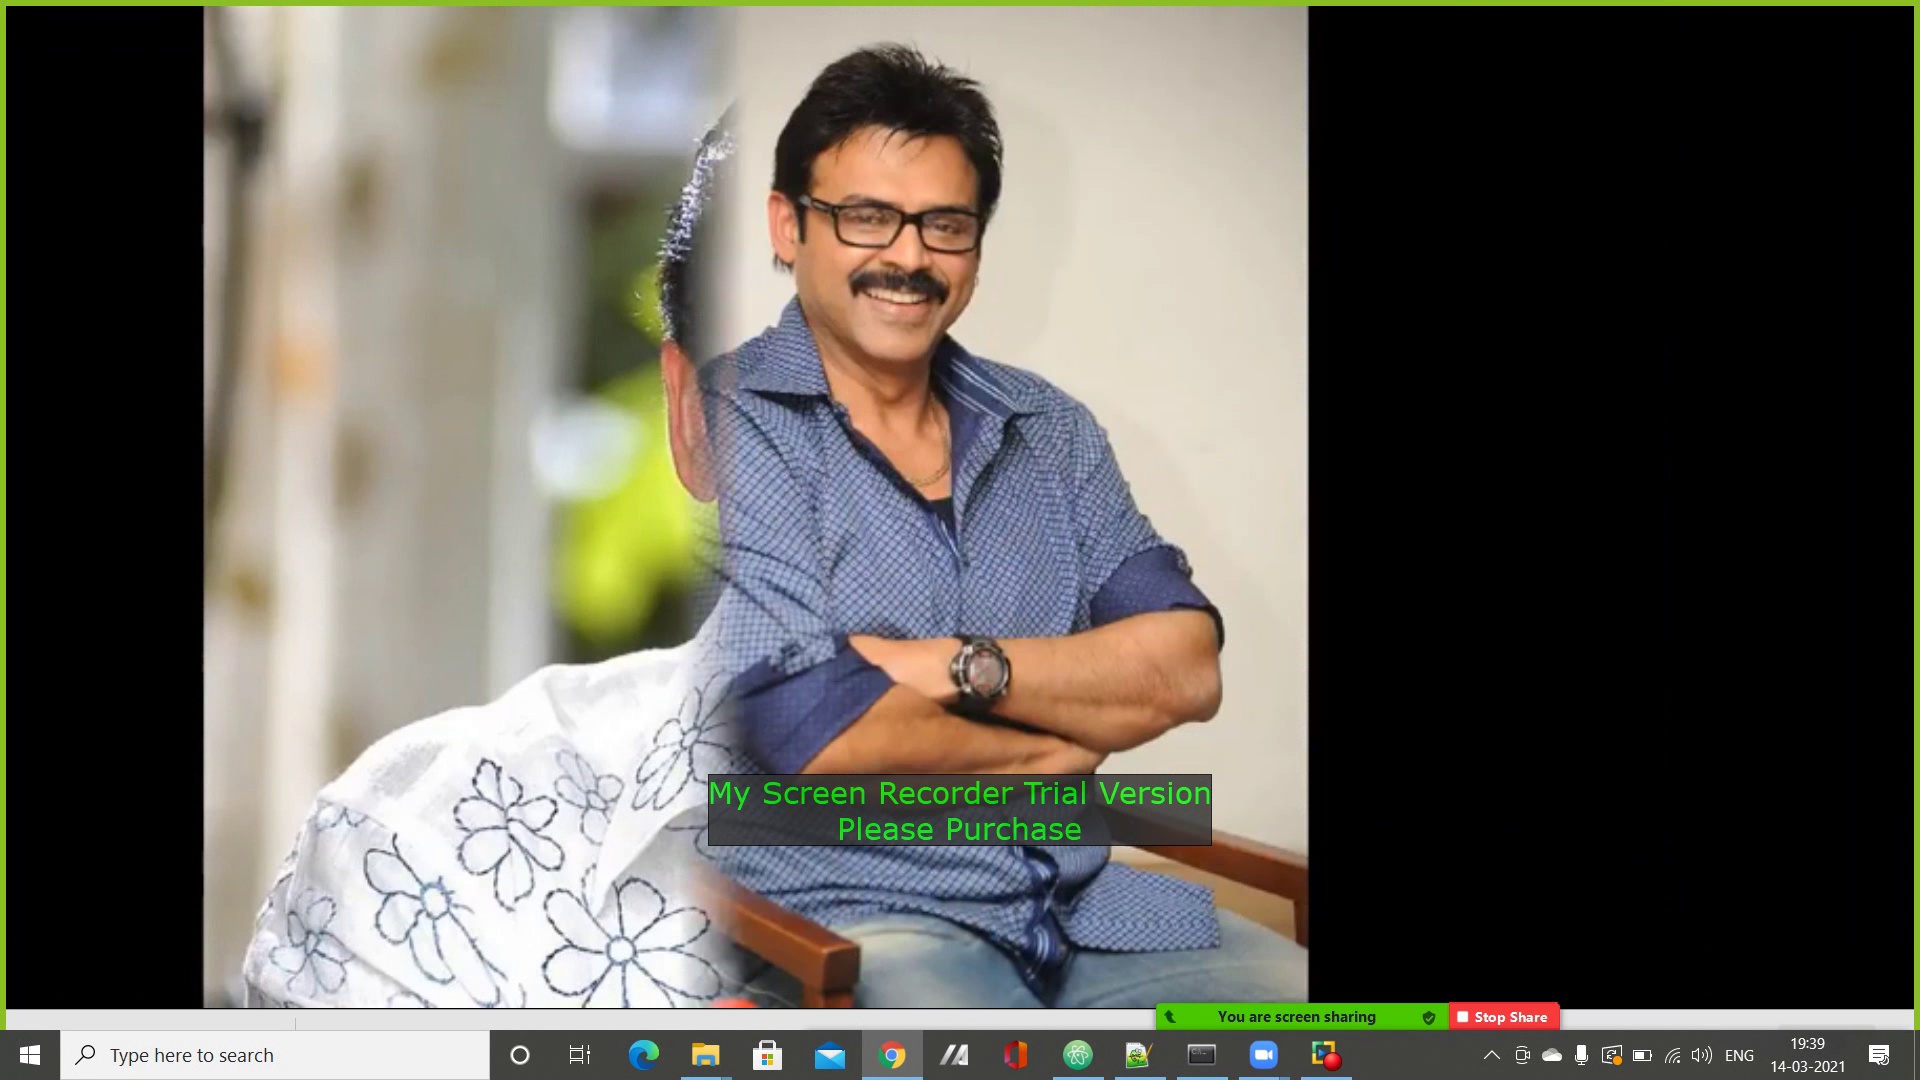 My Screen Recorder Trial Version
Please Purchase
You are screen sharing
Stop Share
Type here to search
ENG
19:39
14-03-2021